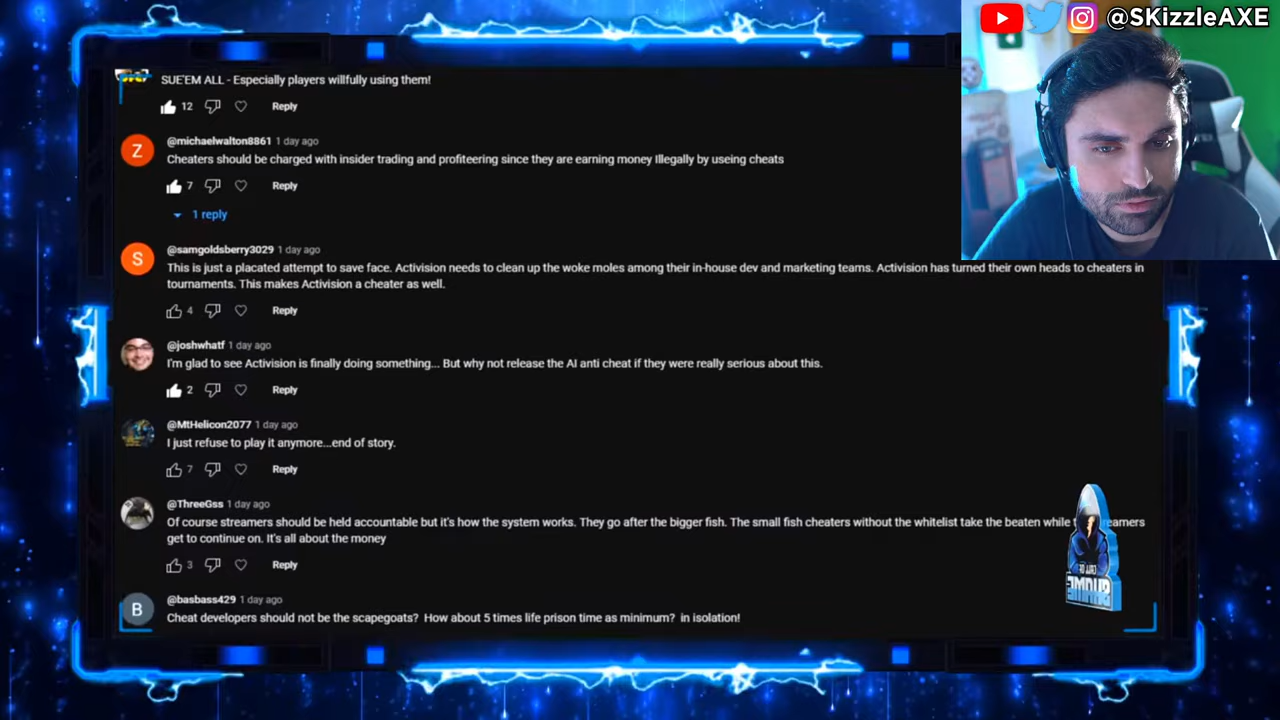 @SKizzleAXE
SUE'EM ALL - Especially players willfully using them!
12 Reply
@michaelwalton8861 1 day ago
Z
Cheaters should be charged with insider trading and profiteering since they are earning money Illegally by useing cheats
7 Reply
1 reply
@samgoldsberry3029 1 day ago
S
This is just a placated attempt to save face. Activision needs to clean up the woke moles among their in-house dev and marketing teams. Activision has turned their own heads to cheaters in
tournaments. This makes Activision a cheater as well.
4 Reply
@joshwhatf 1 day ago
I'm glad to see Activision is finally doing something... But why not release the AI anti cheat if they were really serious about this.
2 Reply
@MtHelicon2077 1 day ago
I just refuse to play it anymore...end of story.
7 Reply
@ThreeGss 1 day ago
Of course streamers should be held accountable but it's how the system works. They go after the bigger fish. The small fish cheaters without the whitelist take the beaten while
get to continue on. It's all about the money
CALL OF
SHAME
3 Reply
@basbass429 1 day ago
B
Cheat developers should not be the scapegoats? How about 5 times life prison time as minimum? in isolation!